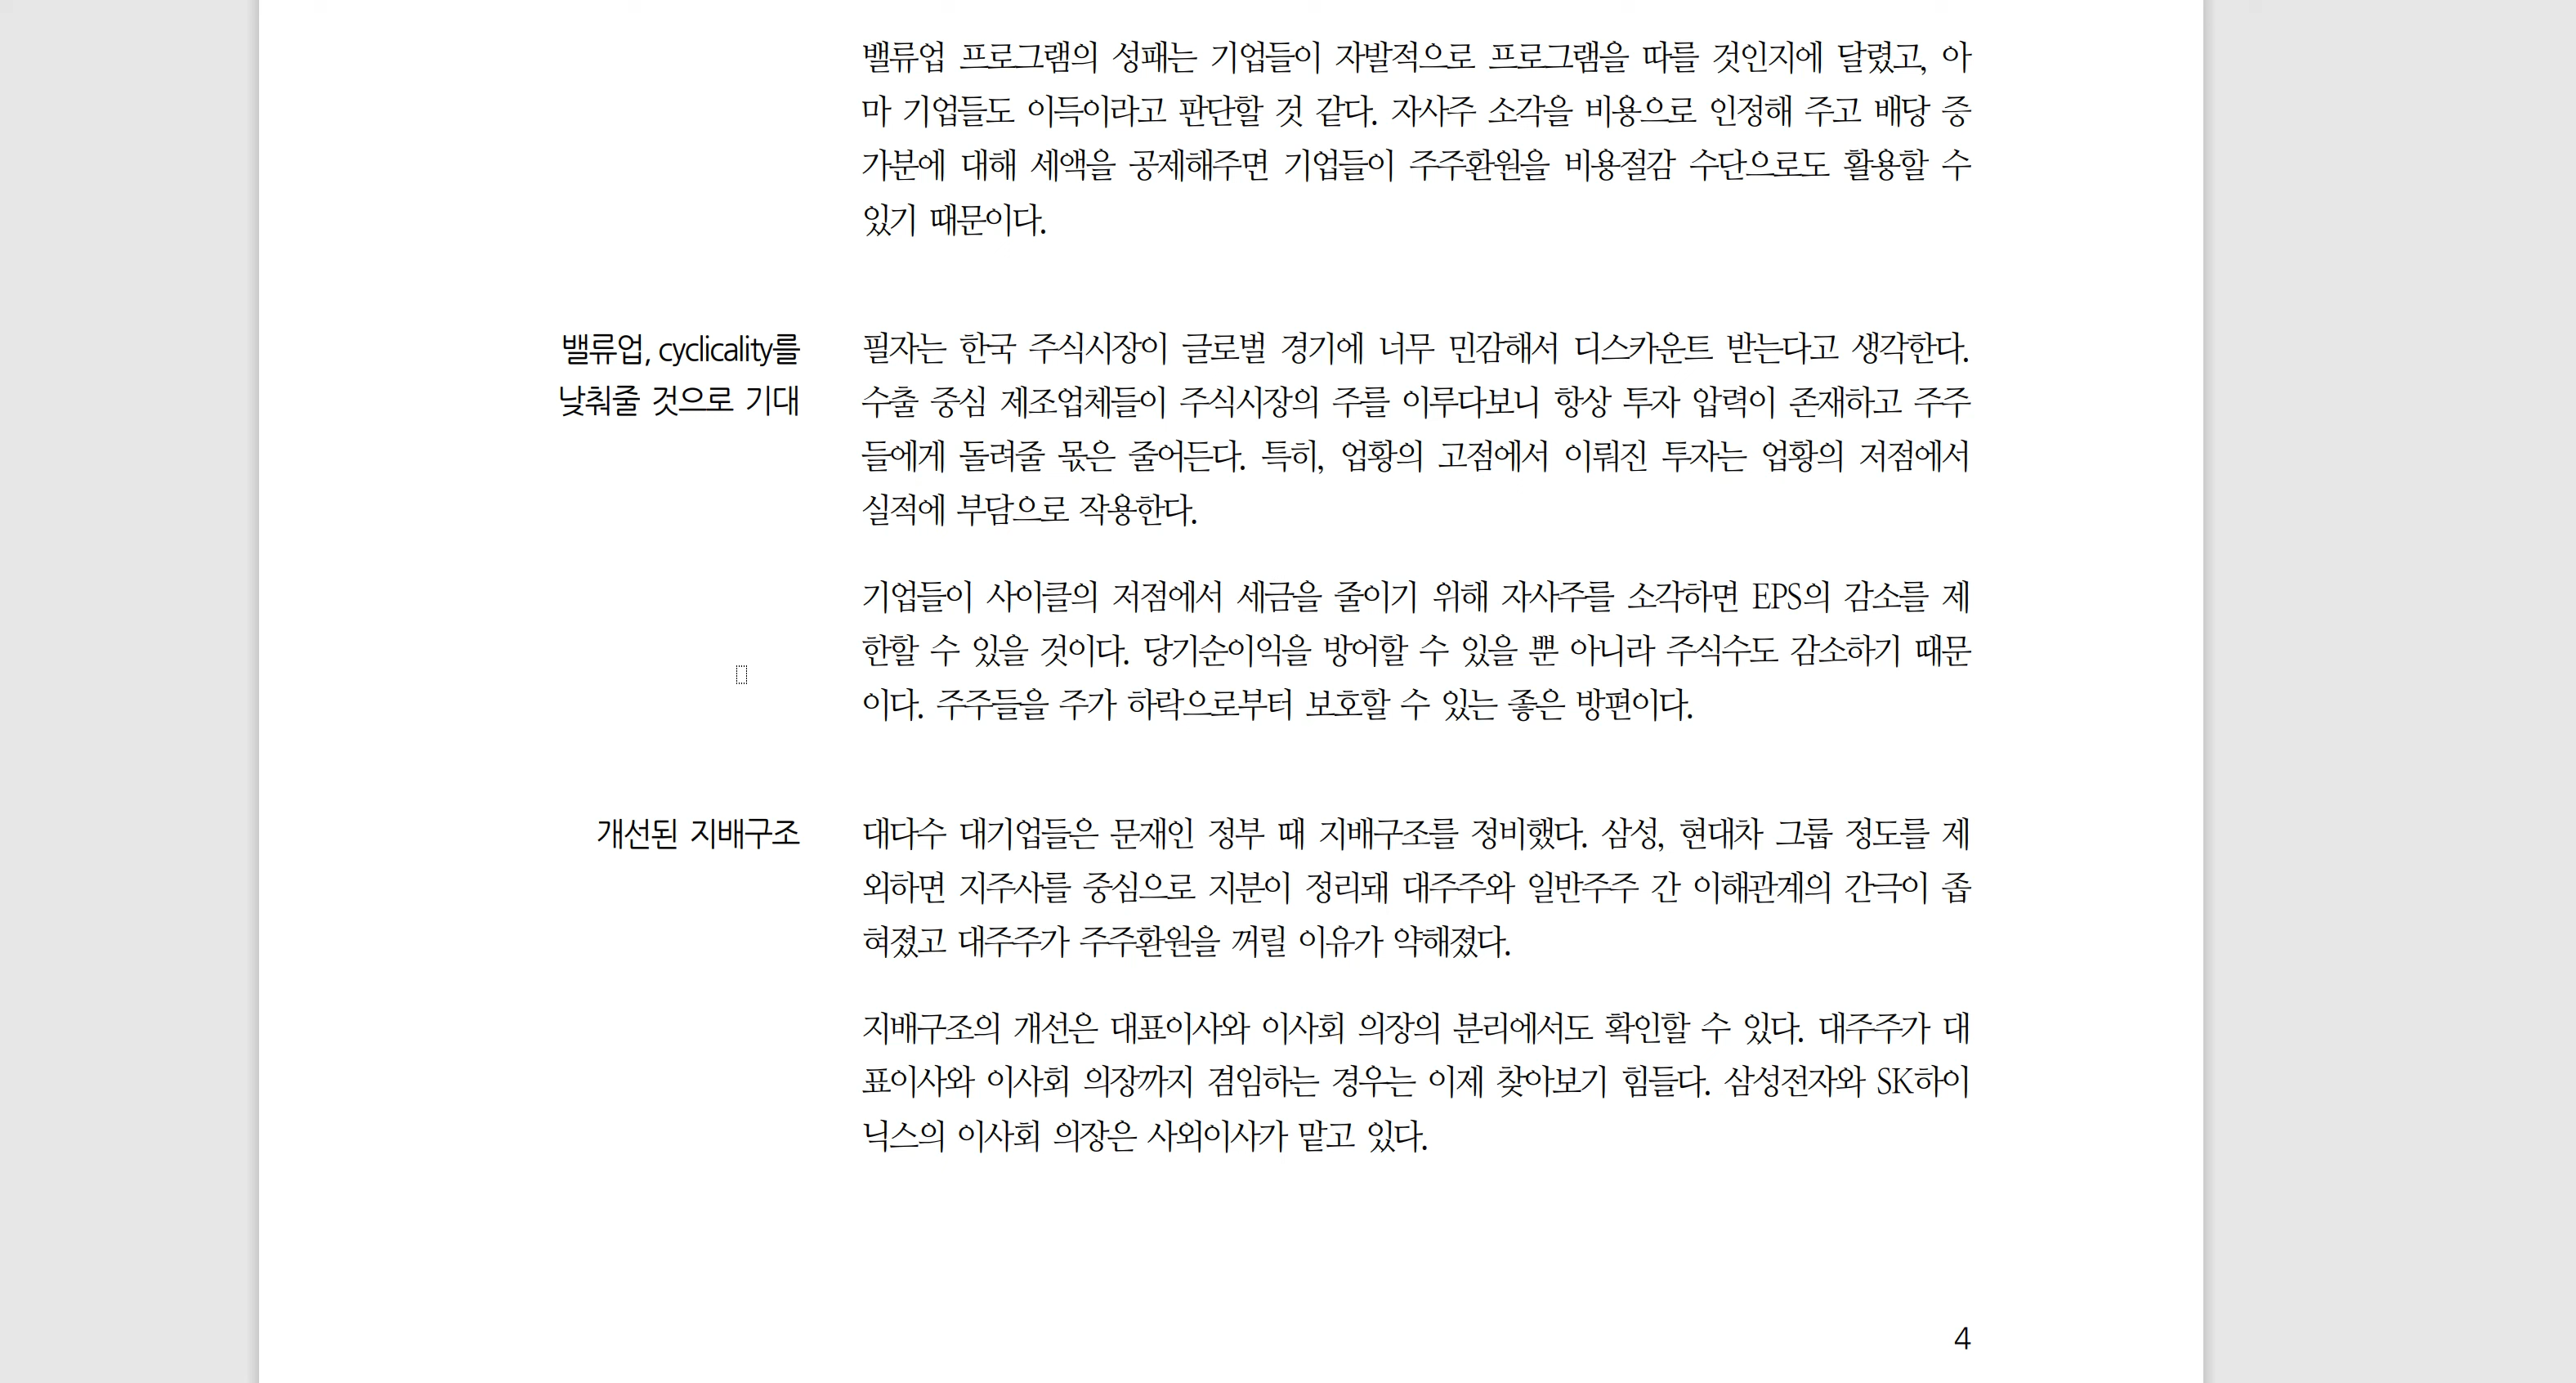 밸류업 프로그램의 성패는 기업들이 자발적으로 프로그램을 따를 것인지에 달렸고, 아
마 기업들도 이득이라고 판단할 것 같다. 자사주 소각을 비용으로 인정해 주고 배당 증
가분에 대해 세액을 공제해주면 기업들이 주주환원을 비용절감 수단으로도 활용할 수
있기 때문이다.
밸류업, cyclicality를
낮춰줄 것으로 기대
필자는 한국 주식시장이 글로벌 경기에 너무 민감해서 디스카운트 받는다고 생각한다.
수출 중심 제조업체들이 주식시장의 주를 이루다보니 항상 투자 압력이 존재하고 주주
들에게 돌려줄 몫은 줄어든다. 특히, 업황의 고점에서 이뤄진 투자는 업황의 저점에서
실적에 부담으로 작용한다.
기업들이 사이클의 저점에서 세금을 줄이기 위해 자사주를 소각하면 EPS의 감소를 제
한할 수 있을 것이다. 당기순이익을 방어할 수 있을 뿐 아니라 주식수도 감소하기 때문
이다. 주주들을 주가 하락으로부터 보호할 수 있는 좋은 방편이다.
개선된 지배구조
대다수 대기업들은 문재인 정부 때 지배구조를 정비했다. 삼성, 현대차 그룹 정도를 제
외하면 지주사를 중심으로 지분이 정리돼 대주주와 일반주주 간 이해관계의 간극이 좁
혀졌고 대주주가 주주환원을 꺼릴 이유가 약해졌다.
지배구조의 개선은 대표이사와 이사회 의장의 분리에서도 확인할 수 있다. 대주주가 대
표이사와 이사회 의장까지 겸임하는 경우는 이제 찾아보기 힘들다. 삼성전자와 SK하이
닉스의 이사회 의장은 사외이사가 맡고 있다.
4